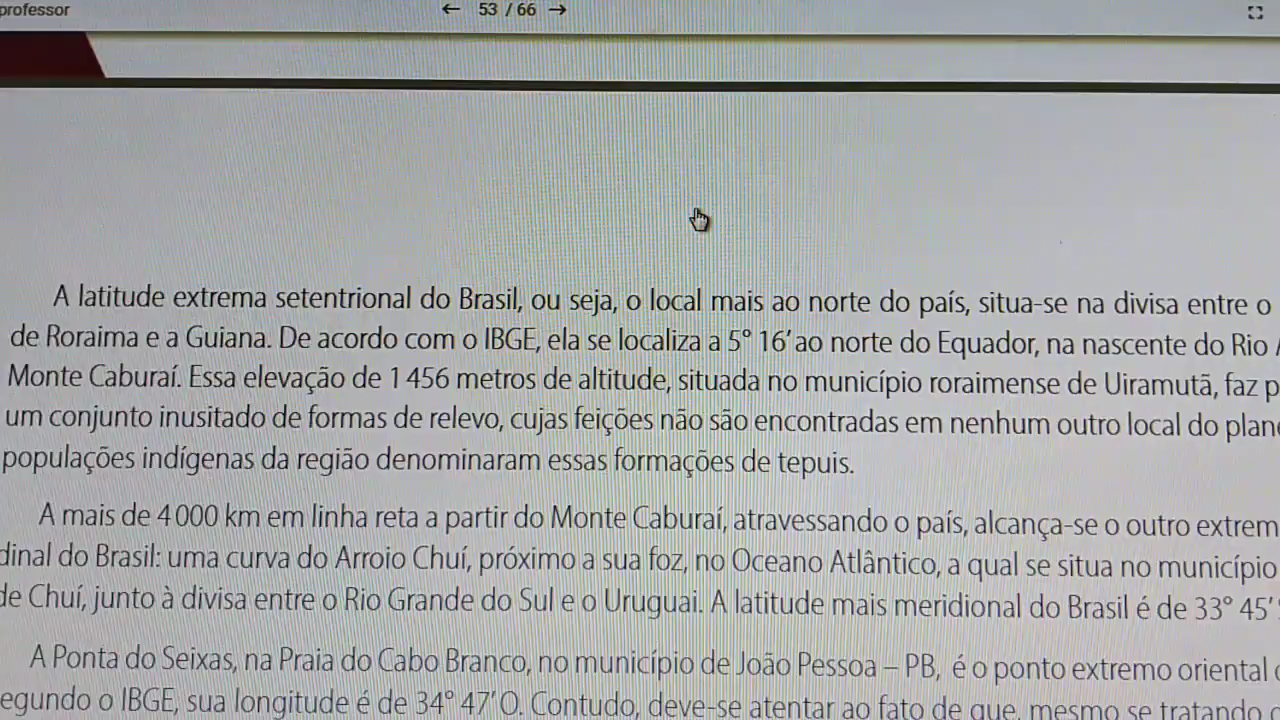 professor
← 53 / 66 →
A latitude extrema setentrional do Brasil, ou seja, o local mais ao norte do país, situa-se na divisa entre o
de Roraima e a Guiana. De acordo com o IBGE, ela se localiza a 5° 16′ ao norte do Equador, na nascente do Rio
Monte Caburaí. Essa elevação de 1 456 metros de altitude, situada no município roraimense de Uiramutã, faz p
um conjunto inusitado de formas de relevo, cujas feições não são encontradas em nenhum outro local do plane
populações indígenas da região denominaram essas formações de tepuis.
A mais de 4 000 km em linha reta a partir do Monte Caburaí, atravessando o país, alcança-se o outro extrem
dinal do Brasil: uma curva do Arroio Chuí, próximo a sua foz, no Oceano Atlântico, a qual se situa no município
de Chuí, junto à divisa entre o Rio Grande do Sul e o Uruguai. A latitude mais meridional do Brasil é de 33° 45′
A Ponta do Seixas, na Praia do Cabo Branco, no município de João Pessoa – PB, é o ponto extremo oriental
egundo o IBGE, sua longitude é de 34° 47′ O. Contudo, deve-se atentar ao fato de que, mesmo se tratando